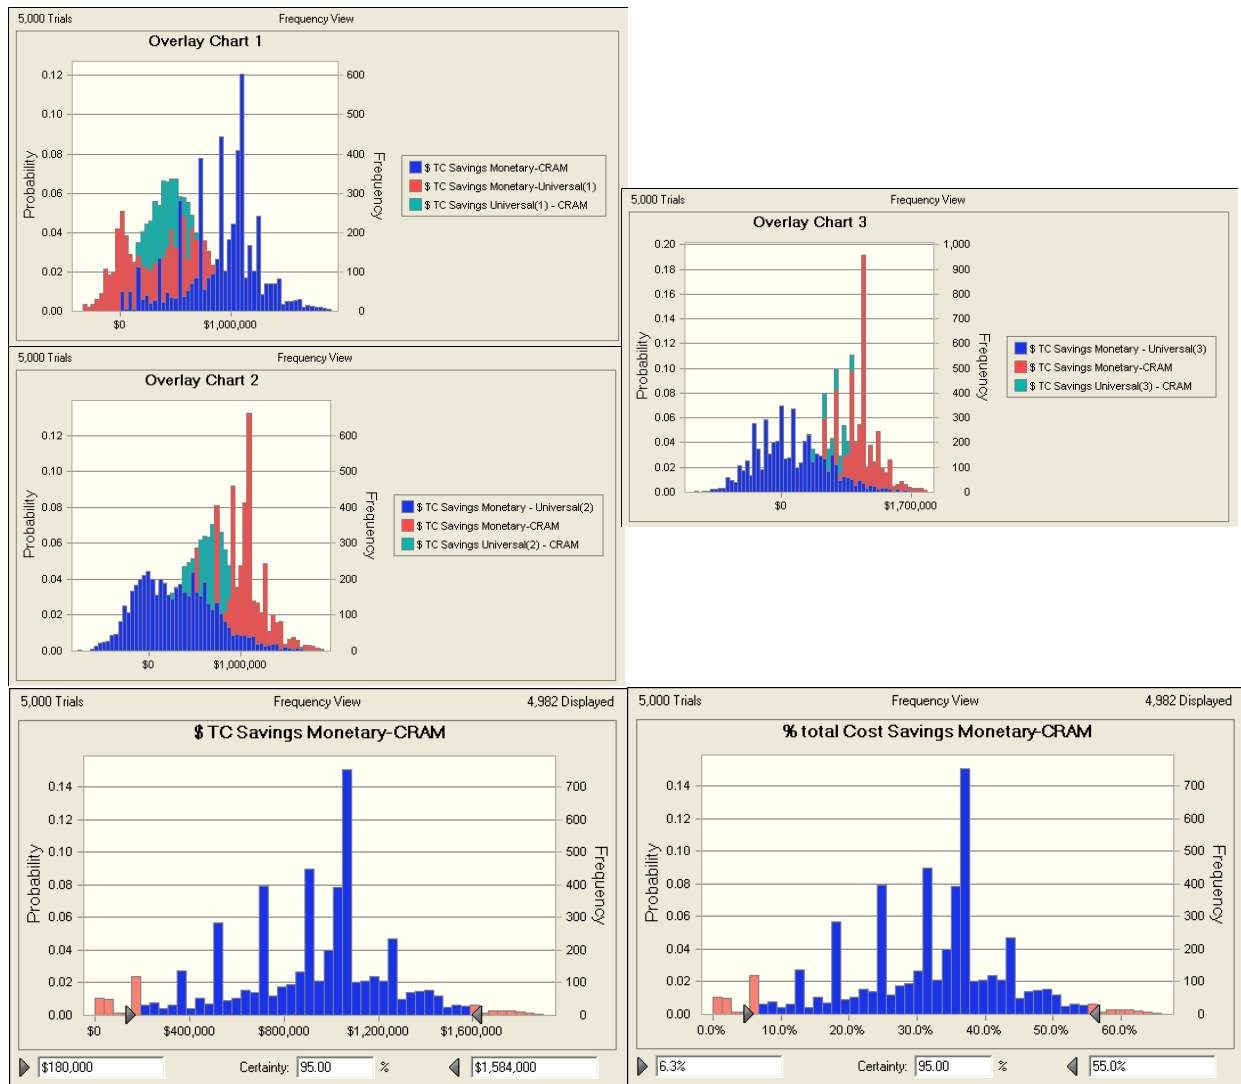 5,000 Trials Frequency View
Overlay Chart 1
0.12 600
0.10 500
0.08 400
0.06 300
0.04 200
0.02 100
0.00 0
$0 $1,000,000
Probability
Frequency
$ TC Savings Monetary-CRAM
$ TC Savings Monetary-Universal(1)
$ TC Savings Universal(1) - CRAM
5,000 Trials Frequency View
Overlay Chart 3
0.20 1,000
0.18 900
0.16 800
0.14 700
0.12 600
0.10 500
0.08 400
0.06 300
0.04 200
0.02 100
0.00 0
$0 $1,700,000
Probability
Frequency
$ TC Savings Monetary - Universal(3)
$ TC Savings Monetary-CRAM
$ TC Savings Universal(3) - CRAM
5,000 Trials Frequency View
Overlay Chart 2
0.12 600
0.10 500
0.08 400
0.06 300
0.04 200
0.02 100
0.00 0
$0 $1,000,000
Probability
Frequency
$ TC Savings Monetary - Universal(2)
$ TC Savings Monetary-CRAM
$ TC Savings Universal(2) - CRAM
5,000 Trials Frequency View 4,982 Displayed
$ TC Savings Monetary-CRAM
0.14 700
0.12 600
0.10 500
0.08 400
0.06 300
0.04 200
0.02 100
0.00 0
$0 $400,000 $800,000 $1,200,000 $1,600,000
Probability
Frequency
$180,000 Certainty: 95.00 % $1,584,000
5,000 Trials Frequency View 4,982 Displayed
% total Cost Savings Monetary-CRAM
0.14 700
0.12 600
0.10 500
0.08 400
0.06 300
0.04 200
0.02 100
0.00 0
0.0% 10.0% 20.0% 30.0% 40.0% 50.0% 60.0%
Probability
Frequency
6.3% Certainty: 95.00 % 55.0%